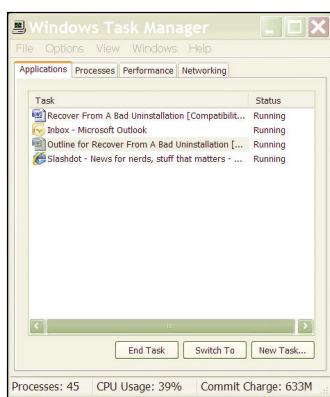 Windows Task Manager
File Options View Windows Help
Applications Processes Performance Networking
Task Status
Recover From A Bad Uninstallation [Compatibilit... Running
Inbox - Microsoft Outlook Running
Outline for Recover From A Bad Uninstallation [... Running
Slashdot - News for nerds, stuff that matters - ... Running
End Task Switch To New Task...
Processes: 45 CPU Usage: 39% Commit Charge: 633M